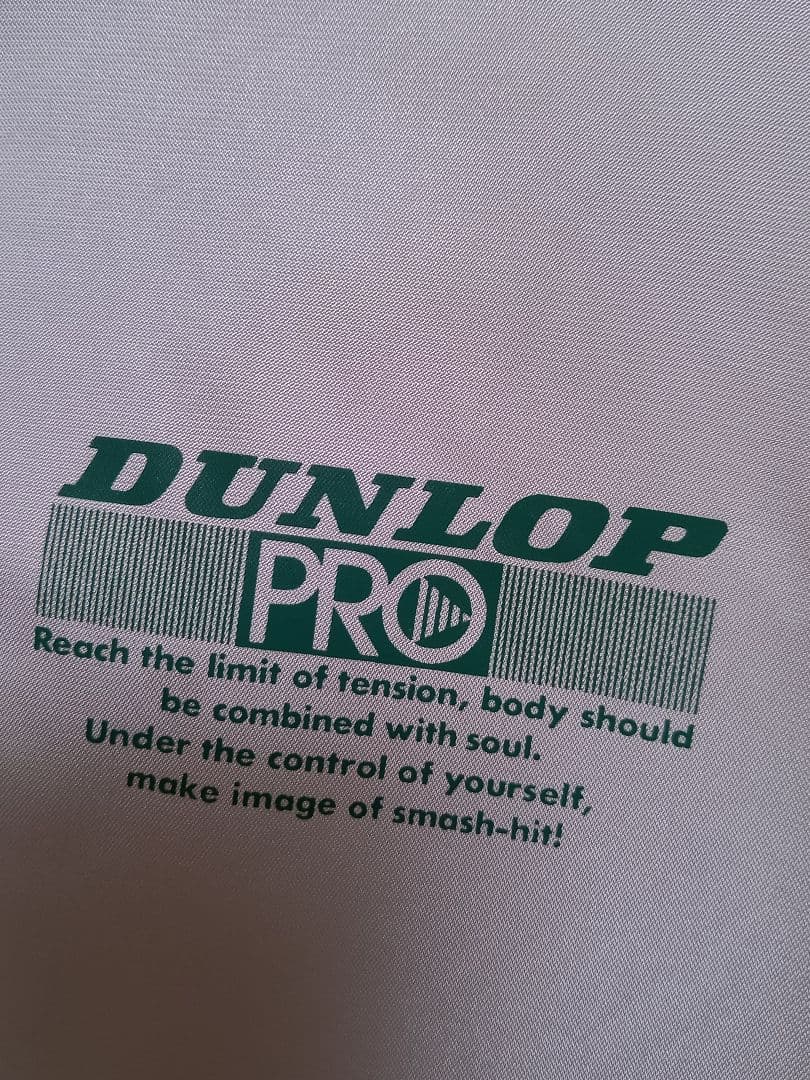 DUNLOP
PRO
Reach the limit of tension, body should
be combined with soul.
Under the control of yourself,
make image of smash-hit!